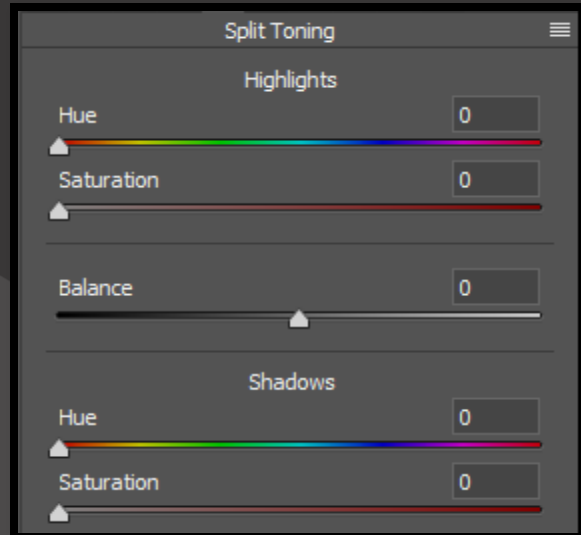 Split Toning
Highlights
Hue 0
Saturation 0
Balance 0
Shadows
Hue 0
Saturation 0